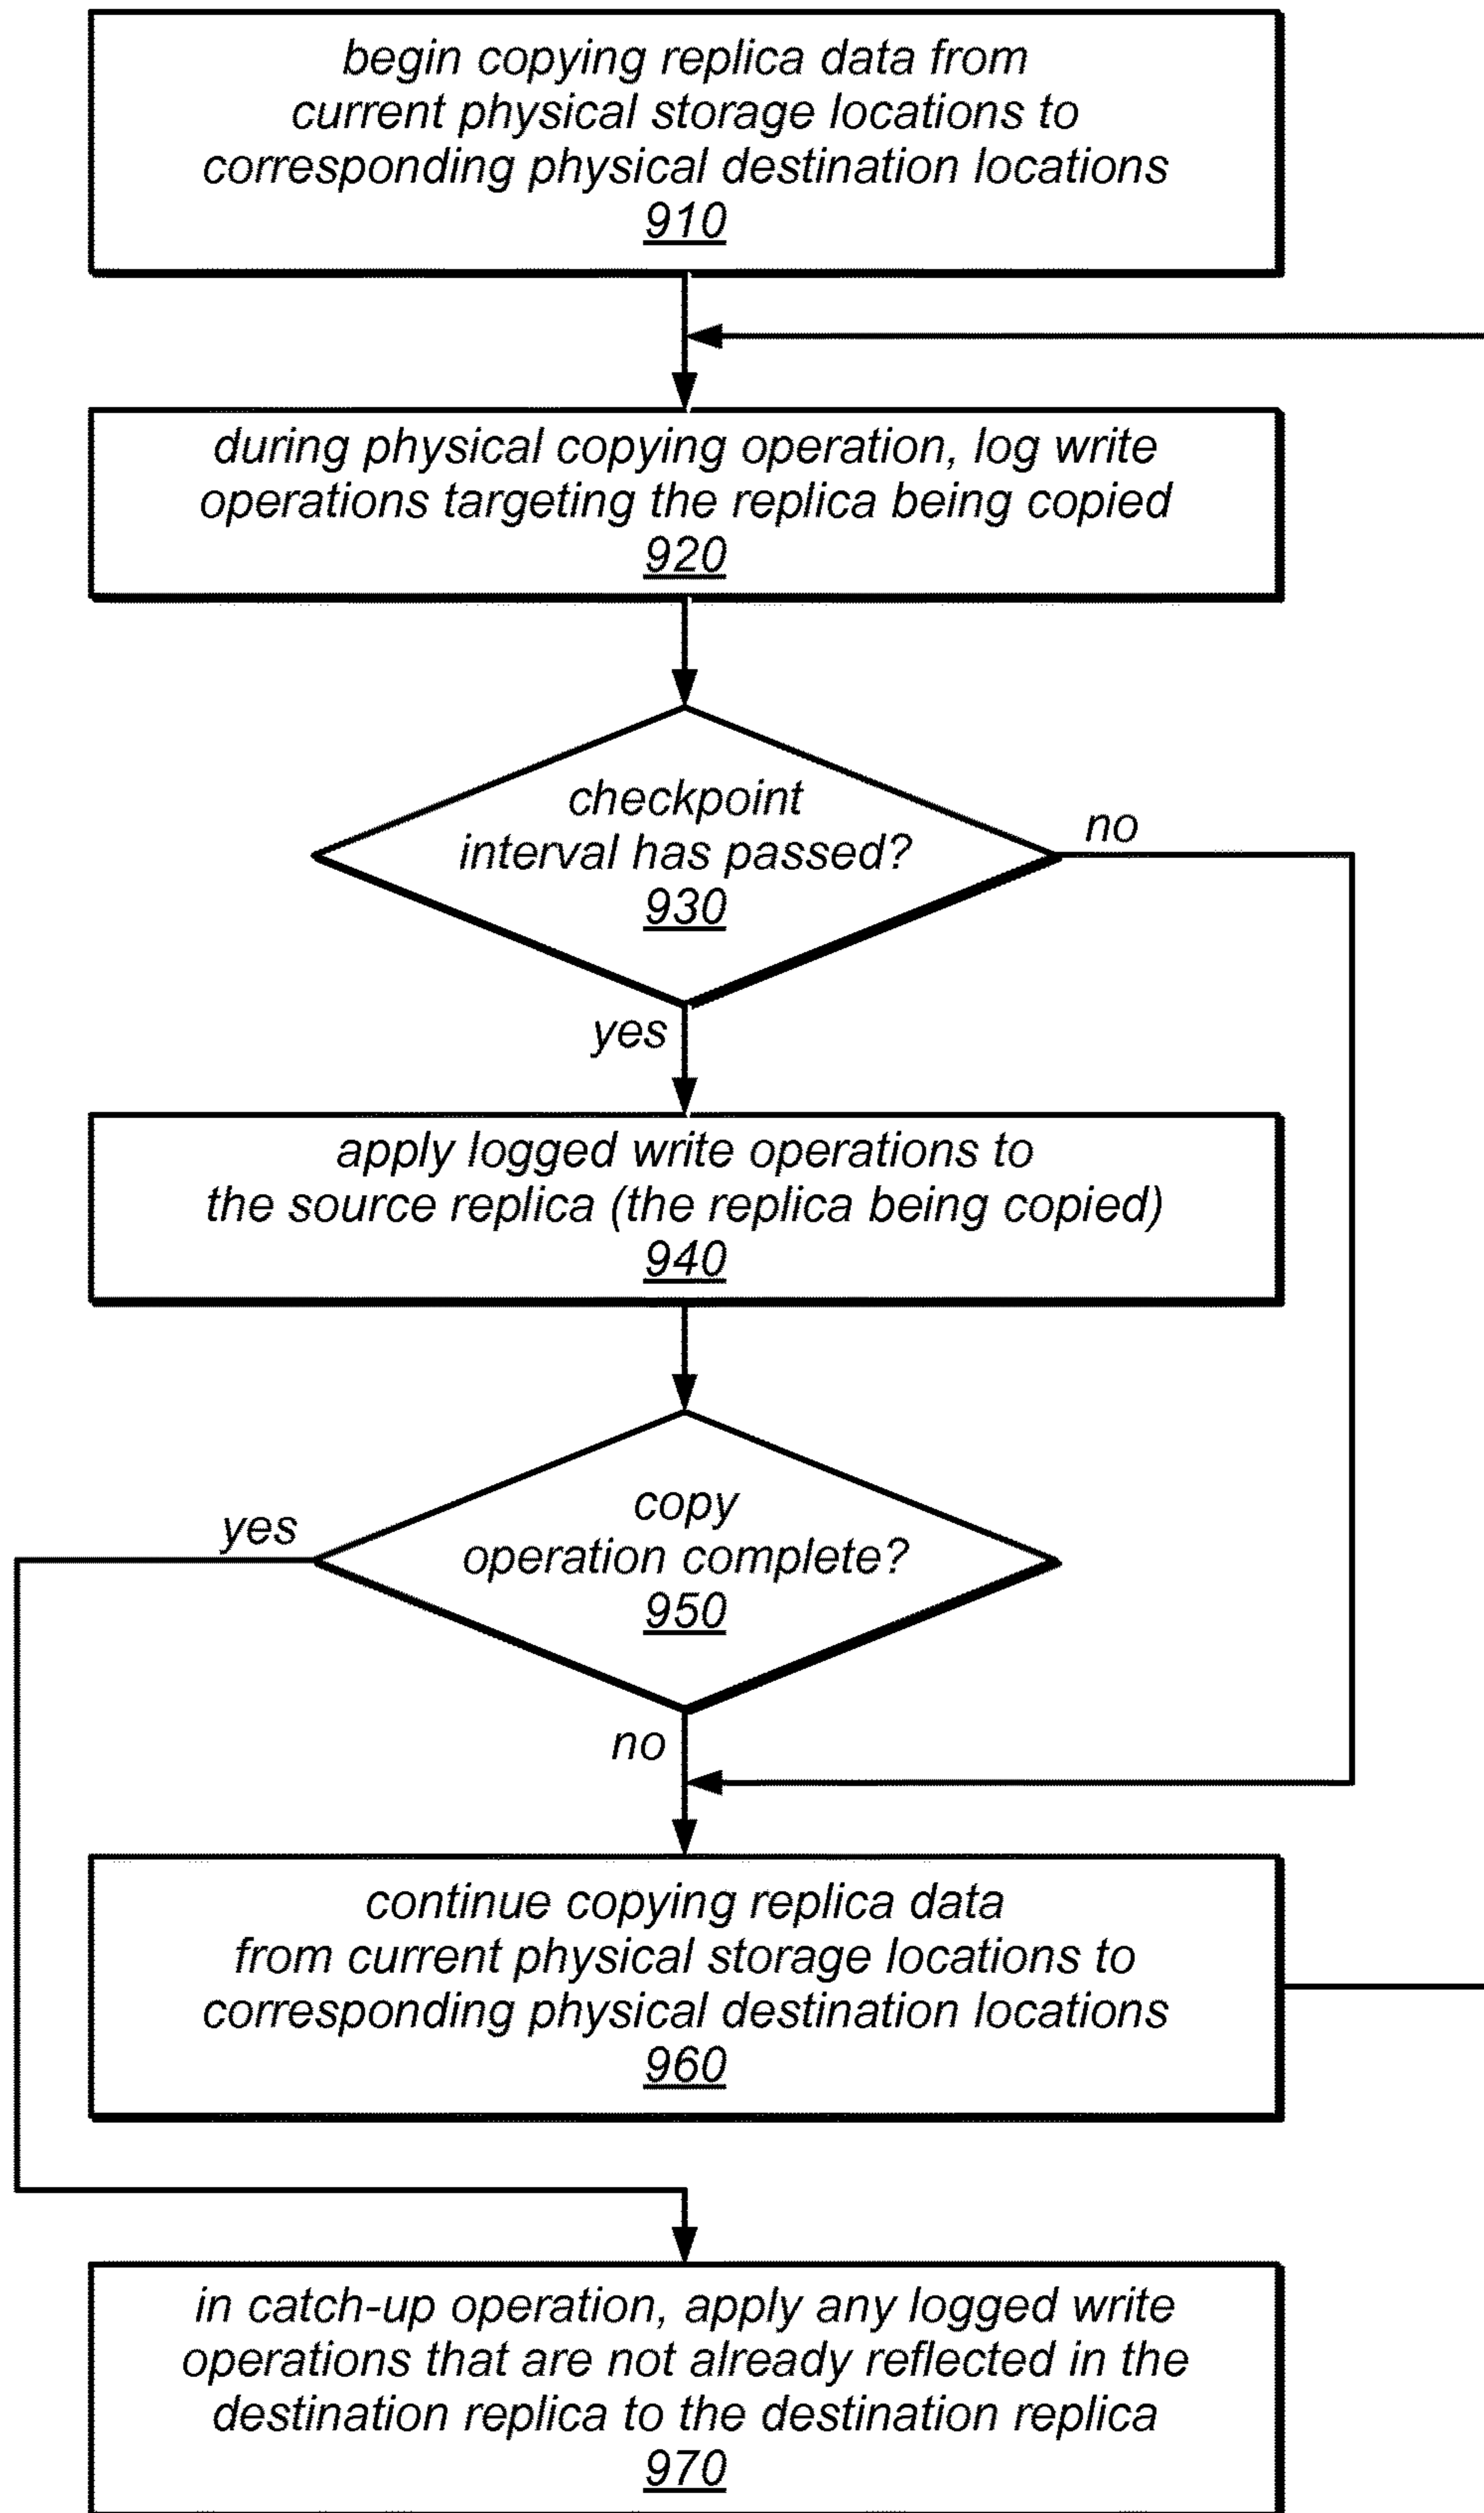 begin copying replica data from
current physical storage locations to
corresponding physical destination locations
910
during physical copying operation, log write
operations targeting the replica being copied
920
checkpoint
interval has passed?
930
no
yes
apply logged write operations to
the source replica (the replica being copied)
940
copy
operation complete?
950
yes
no
continue copying replica data
from current physical storage locations to
corresponding physical destination locations
960
in catch-up operation, apply any logged write
operations that are not already reflected in the
destination replica to the destination replica
970